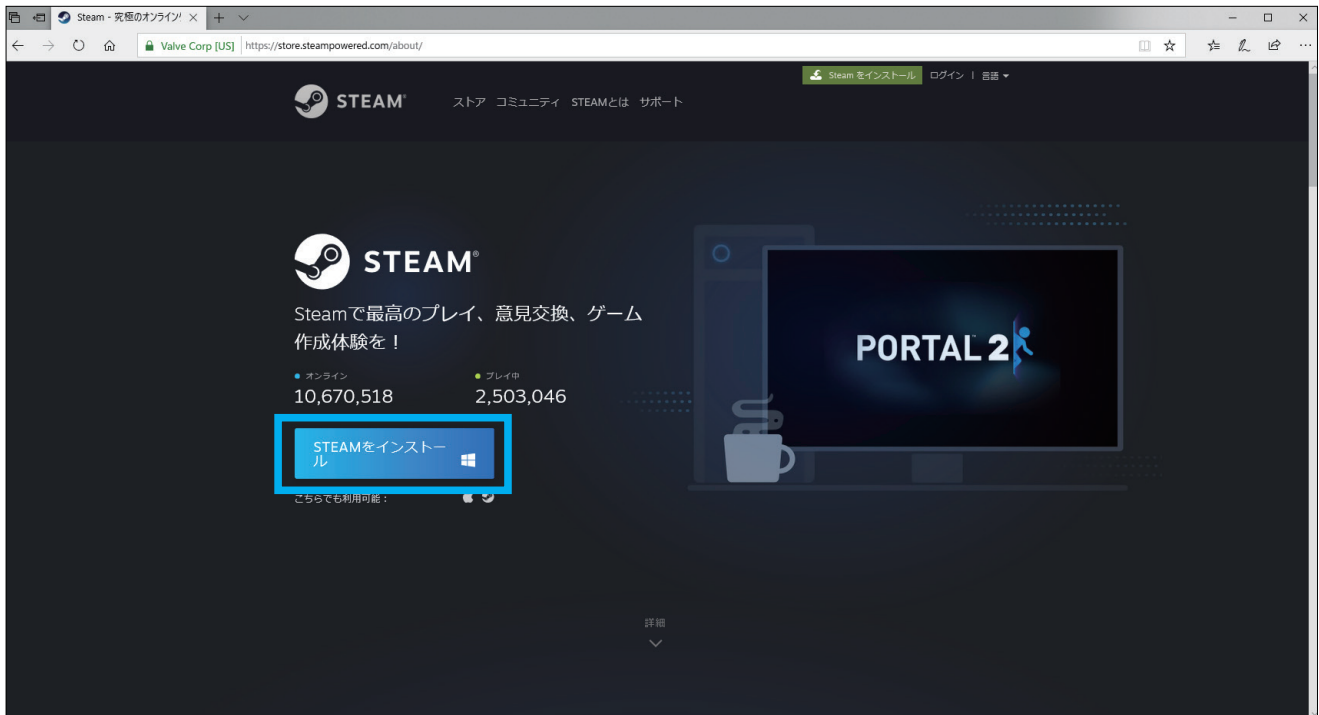 Steam - 究極のオンラインゲ
Valve Corp [US] https://store.steampowered.com/about/
Steam をインストール ログイン | 言語
STEAM® ストア コミュニティ STEAMとは サポート
STEAM®
Steamで最高のプレイ、意見交換、ゲーム
作成体験を！
オンライン プレイ中
10,670,518 2,503,046
STEAMをインストー
ル
こちらでも利用可能：
PORTAL 2
詳細